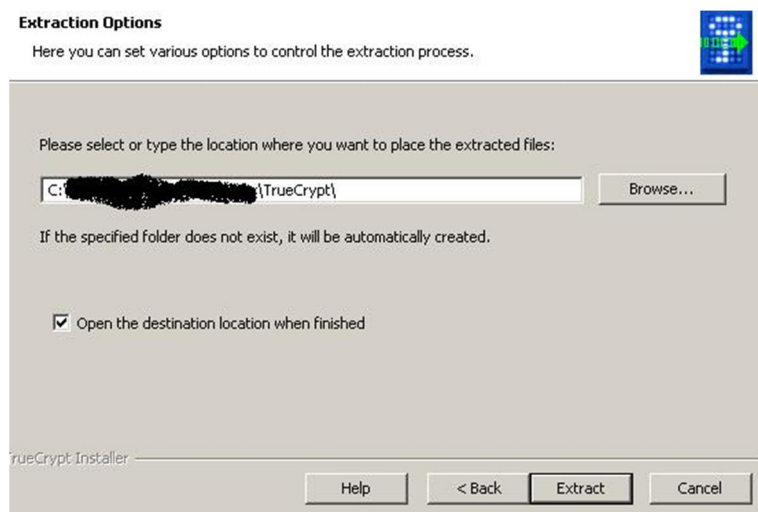 Extraction Options
Here you can set various options to control the extraction process.
Please select or type the location where you want to place the extracted files:
C:\ \TrueCrypt\
Browse...
If the specified folder does not exist, it will be automatically created.
Open the destination location when finished
TrueCrypt Installer
Help
< Back
Extract
Cancel